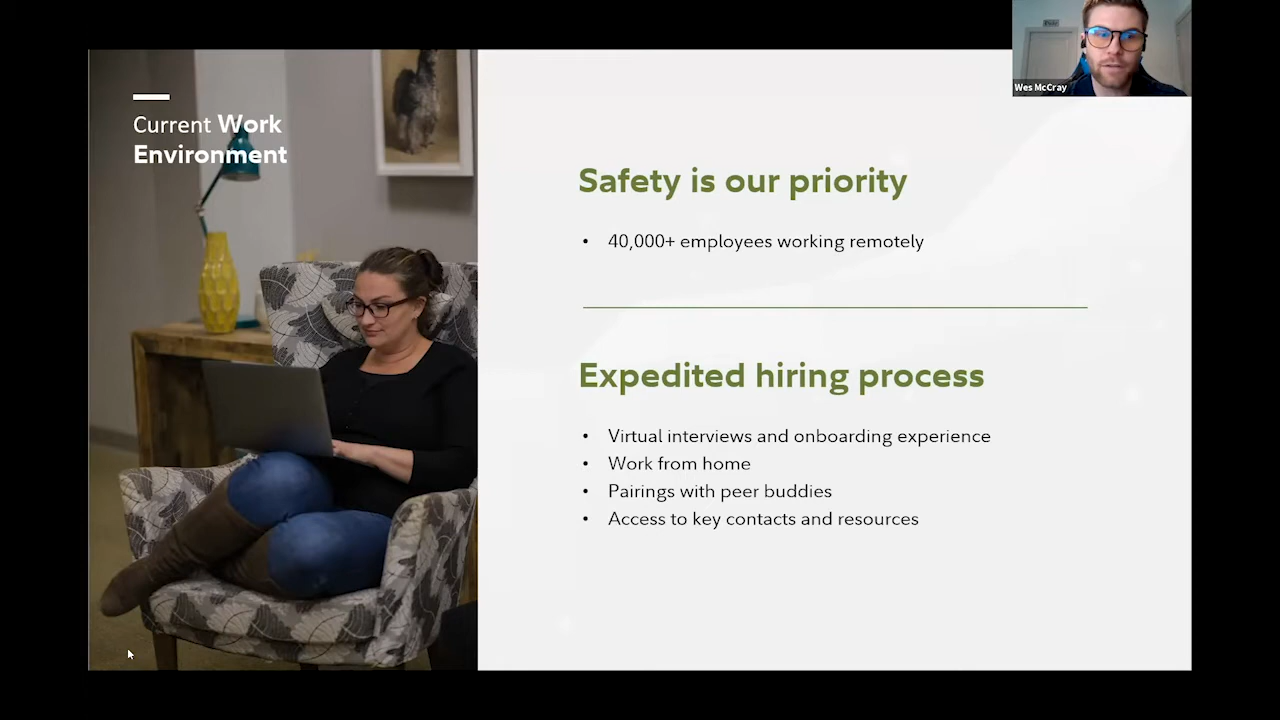 Current Work
Environment
Wes McCray
Safety is our priority
• 40,000+ employees working remotely
Expedited hiring process
• Virtual interviews and onboarding experience
• Work from home
• Pairings with peer buddies
• Access to key contacts and resources